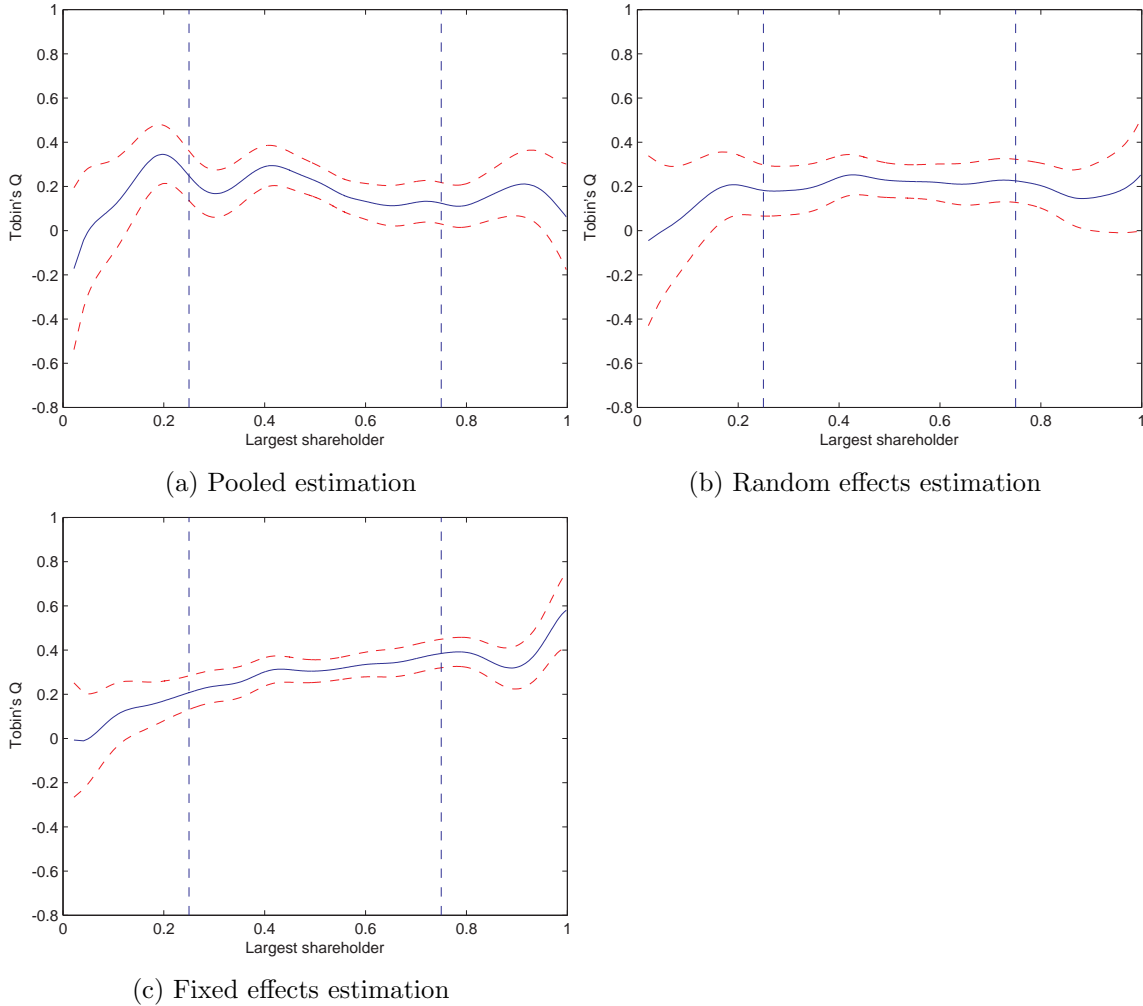 1
0.8
0.6
0.4
0.2
0
-0.2
-0.4
-0.6
-0.8
Tobin's Q
0 0.2 0.4 0.6 0.8 1
Largest shareholder
(a) Pooled estimation
1
0.8
0.6
0.4
0.2
0
-0.2
-0.4
-0.6
-0.8
Tobin's Q
0 0.2 0.4 0.6 0.8 1
Largest shareholder
(b) Random effects estimation
1
0.8
0.6
0.4
0.2
0
-0.2
-0.4
-0.6
-0.8
Tobin's Q
0 0.2 0.4 0.6 0.8 1
Largest shareholder
(c) Fixed effects estimation